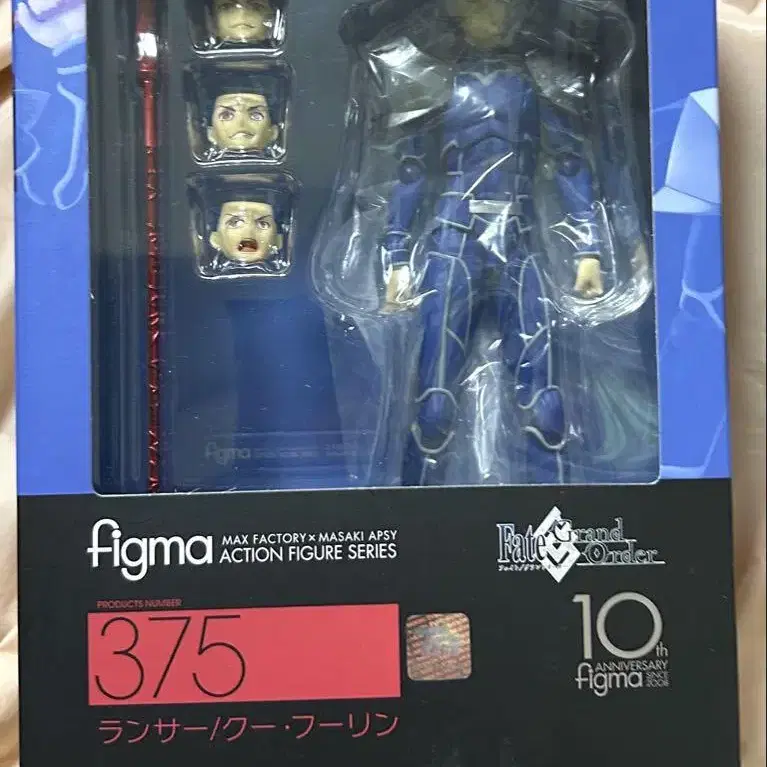 figma
figma
MAX FACTORY × MASAKI APSY
ACTION FIGURE SERIES
Fate Grand Order
PRODUCTS NUMBER
375
10th
ANNIVERSARY
figma SINCE 2008
ランサー/クー・フーリン